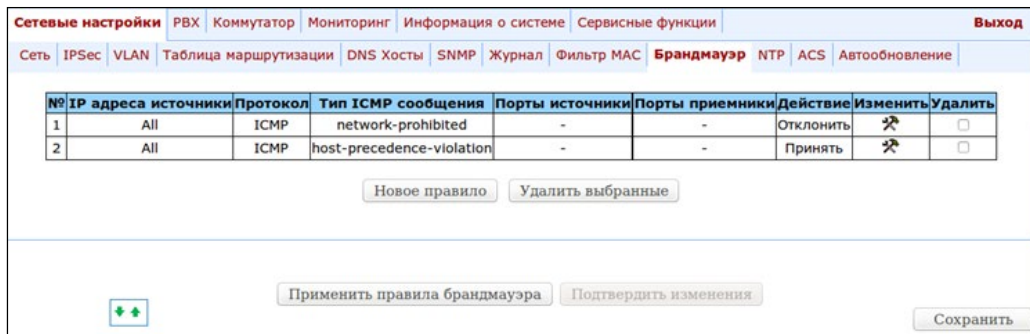 Сетевые настройки PBX Коммутатор Мониторинг Информация о системе Сервисные функции Выход
Сеть IPSec VLAN Таблица маршрутизации DNS Хосты SNMP Журнал Фильтр MAC Брандмауэр NTP ACS Автообновление
№ IP адреса источники Протокол Тип ICMP сообщения Порты источники Порты приемники Действие Изменить Удалить
1 All ICMP network-prohibited - - Отклонить
2 All ICMP host-precedence-violation - - Принять
Новое правило Удалить выбранные
Применить правила брандмауэра Подтвердить изменения
Сохранить